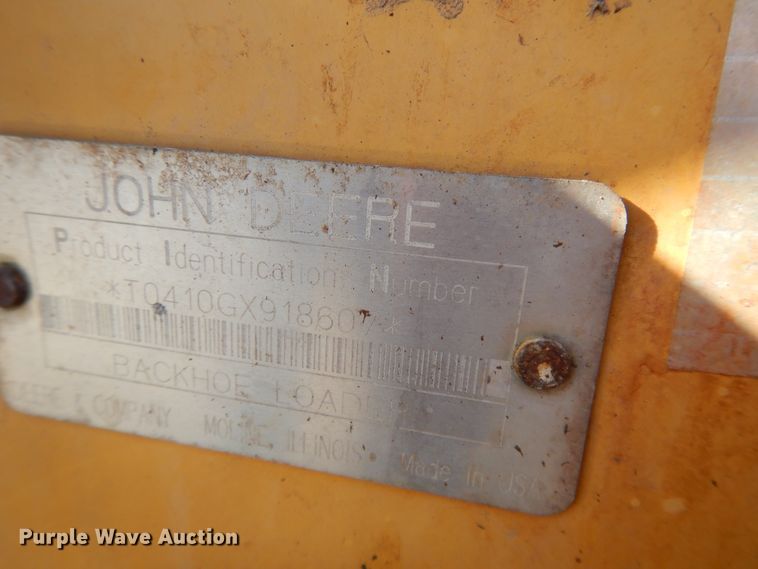 JOHN DEERE
Product Identification Number
*T0410GX918607*
BACKHOE LOADER
DEERE & COMPANY MOLINE, ILLINOIS. Made In USA
Purple Wave Auction®